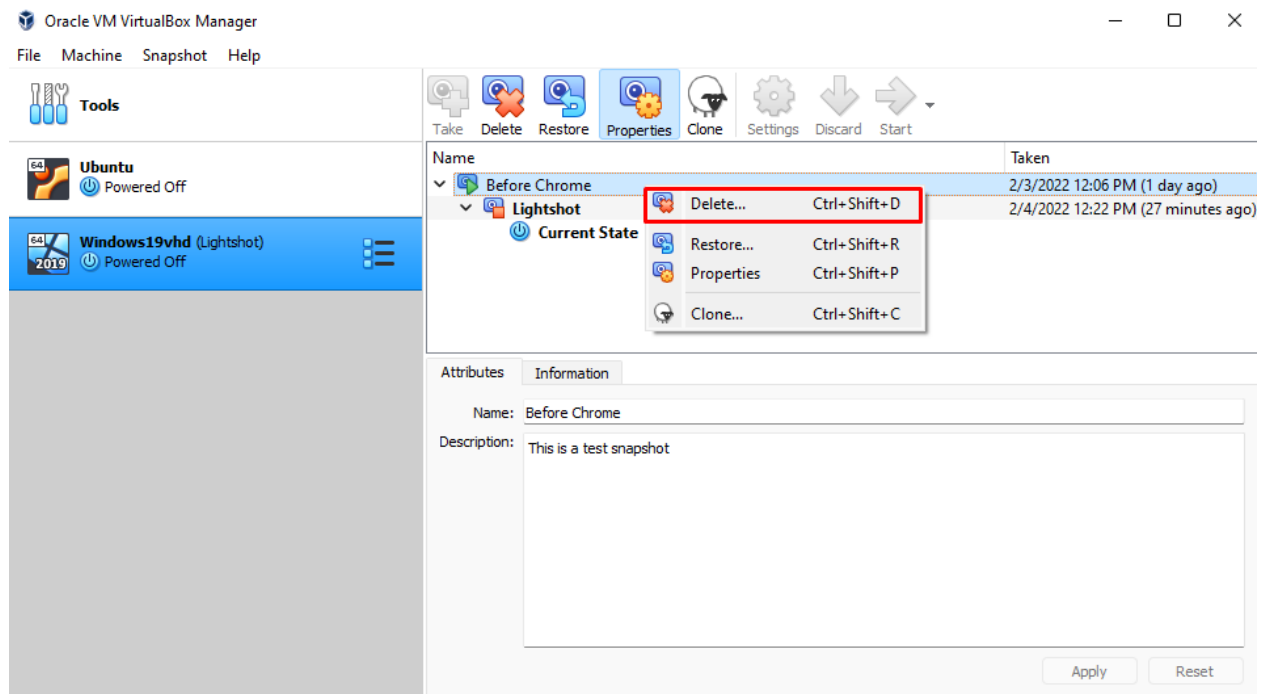 Oracle VM VirtualBox Manager
File Machine Snapshot Help
Tools
Take Delete Restore Properties Clone Settings Discard Start
64 Ubuntu
Powered Off
64 2019 Windows19vhd (Lightshot)
Powered Off
Name Taken
Before Chrome 2/3/2022 12:06 PM (1 day ago)
Lightshot 2/4/2022 12:22 PM (27 minutes ago)
Current State
Delete... Ctrl+Shift+D
Restore... Ctrl+Shift+R
Properties Ctrl+Shift+P
Clone... Ctrl+Shift+C
Attributes Information
Name: Before Chrome
Description: This is a test snapshot
Apply Reset